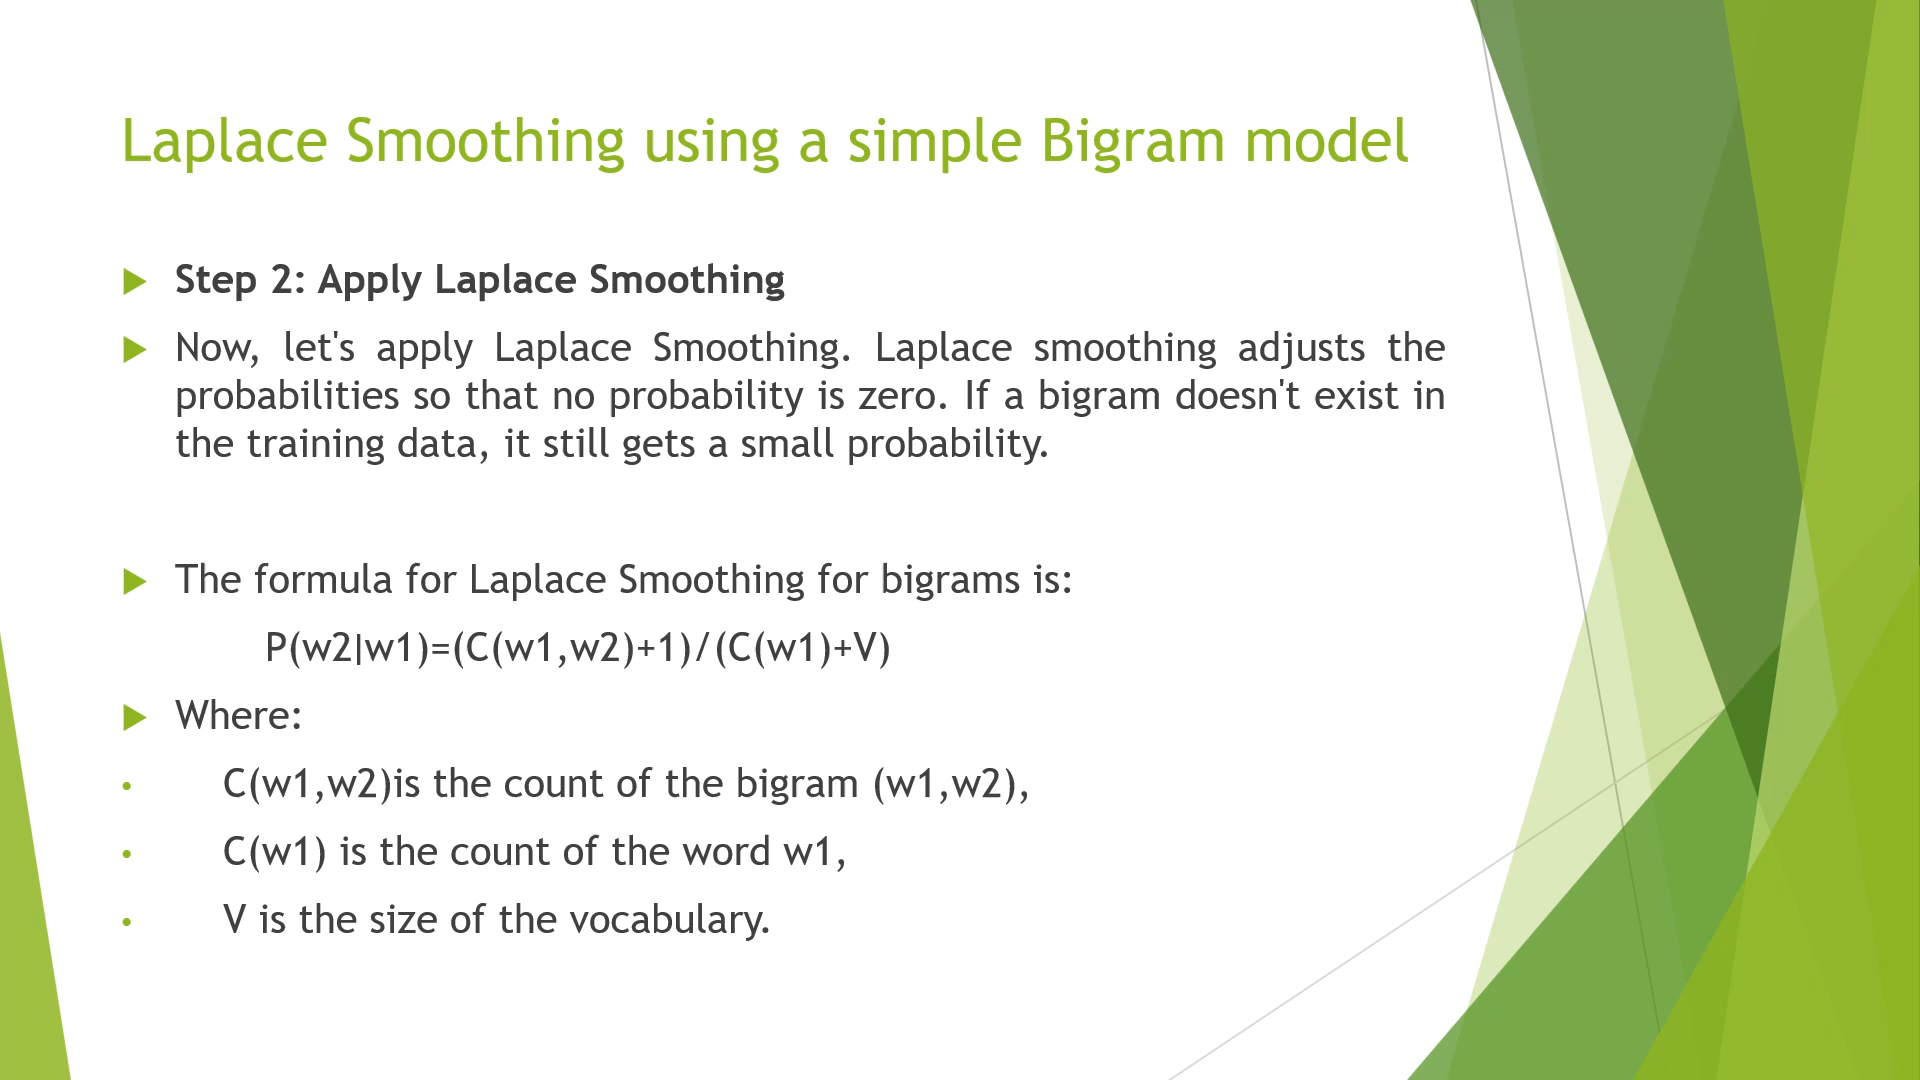 Laplace Smoothing using a simple Bigram model
Step 2: Apply Laplace Smoothing
Now, let's apply Laplace Smoothing. Laplace smoothing adjusts the
probabilities so that no probability is zero. If a bigram doesn't exist in
the training data, it still gets a small probability.
The formula for Laplace Smoothing for bigrams is:
P(w2|w1)=(C(w1,w2)+1)/(C(w1)+V)
Where:
C(w1,w2)is the count of the bigram (w1,w2),
C(w1) is the count of the word w1,
V is the size of the vocabulary.